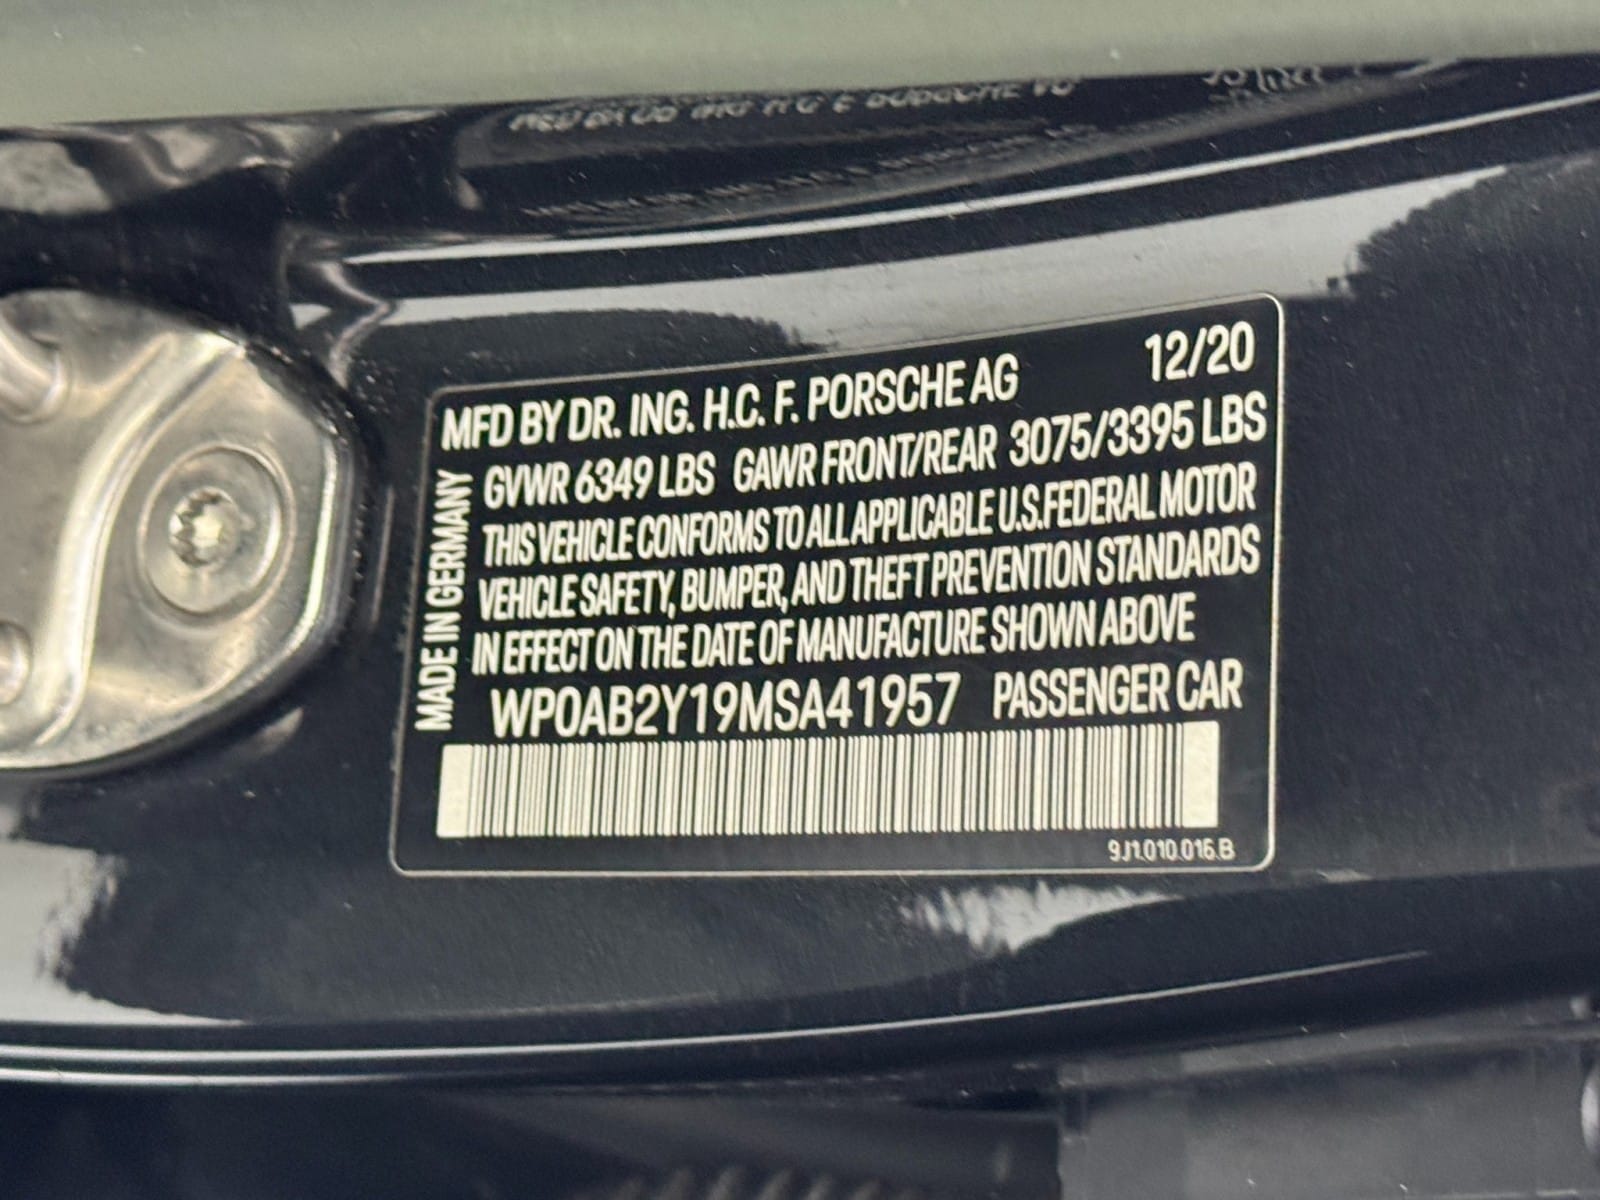 MFD BY DR. ING. H.C. F. PORSCHE AG 12/20
GVWR 6349 LBS GAWR FRONT/REAR 3075/3395 LBS
THIS VEHICLE CONFORMS TO ALL APPLICABLE U.S.FEDERAL MOTOR
VEHICLE SAFETY, BUMPER, AND THEFT PREVENTION STANDARDS
IN EFFECT ON THE DATE OF MANUFACTURE SHOWN ABOVE
WP0AB2Y19MSA41957 PASSENGER CAR
MADE IN GERMANY
9J1.010.016.B